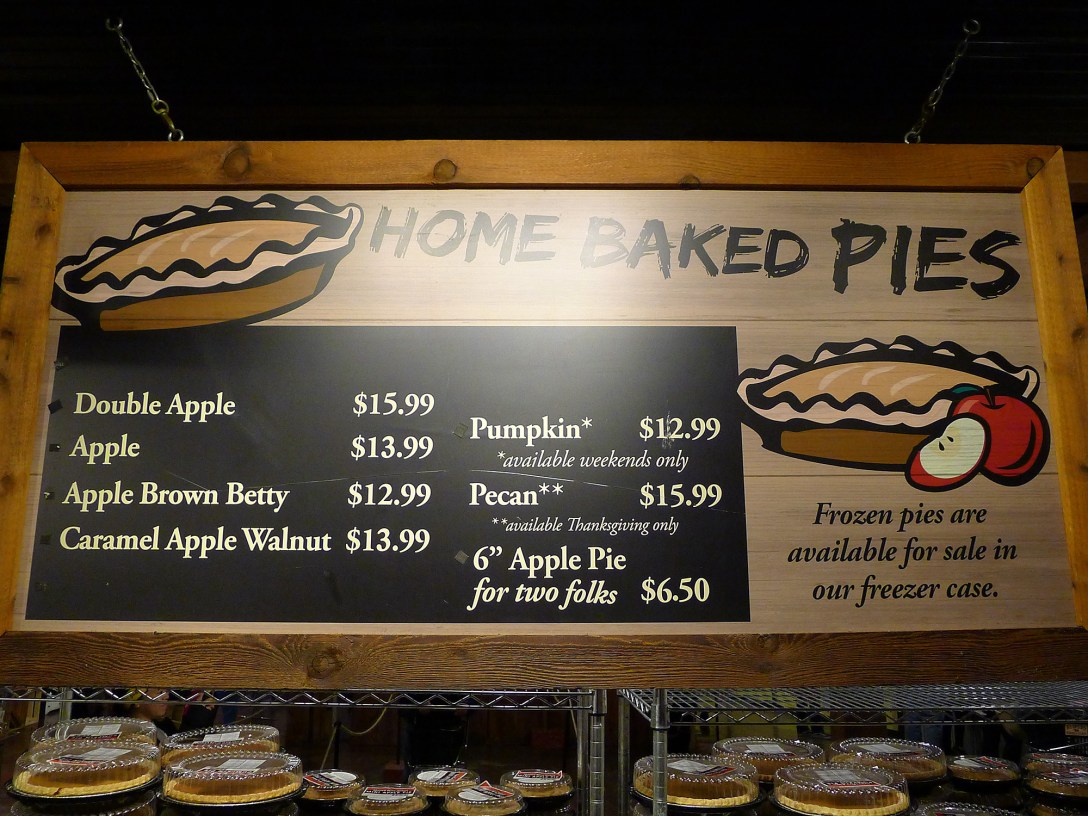 HOME BAKED PIES
Double Apple $15.99
Apple $13.99
Apple Brown Betty $12.99
Caramel Apple Walnut $13.99
Pumpkin* $12.99
*available weekends only
Pecan** $15.99
**available Thanksgiving only
6” Apple Pie
for two folks $6.50
Frozen pies are
available for sale in
our freezer case.